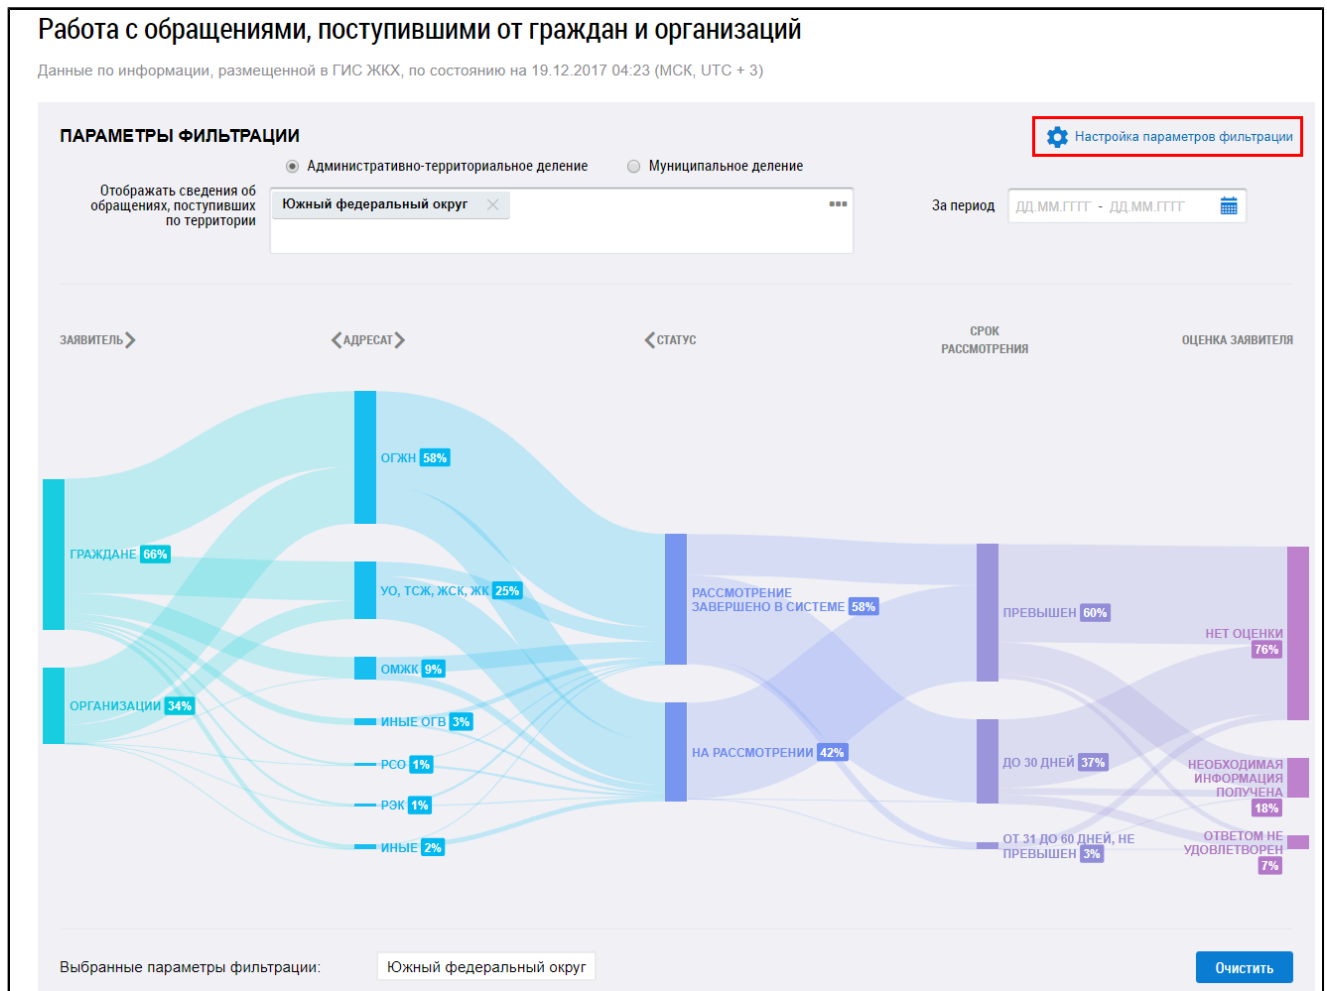 Работа с обращениями, поступившими от граждан и организаций
Данные по информации, размещенной в ГИС ЖКХ, по состоянию на 19.12.2017 04:23 (МСК, UTC + 3)
ПАРАМЕТРЫ ФИЛЬТРАЦИИ
Настройка параметров фильтрации
Административно-территориальное деление
Муниципальное деление
Отображать сведения об
обращениях, поступивших
по территории
Южный федеральный округ
За период
ДД.ММ.ГГГГ - ДД.ММ.ГГГГ
ЗАЯВИТЕЛЬ
АДРЕСАТ
СТАТУС
СРОК
РАССМОТРЕНИЯ
ОЦЕНКА ЗАЯВИТЕЛЯ
ГРАЖДАНЕ 66%
ОРГАНИЗАЦИИ 34%
ОГЖН 58%
УО, ТСЖ, ЖСК, ЖК 25%
ОМЖК 9%
ИНЫЕ ОГВ 3%
РСО 1%
РЭК 1%
ИНЫЕ 2%
РАССМОТРЕНИЕ
ЗАВЕРШЕНО В СИСТЕМЕ 58%
НА РАССМОТРЕНИИ 42%
ПРЕВЫШЕН 60%
ДО 30 ДНЕЙ 37%
ОТ 31 ДО 60 ДНЕЙ, НЕ
ПРЕВЫШЕН 3%
НЕТ ОЦЕНКИ
76%
НЕОБХОДИМАЯ
ИНФОРМАЦИЯ
ПОЛУЧЕНА
18%
ОТВЕТОМ НЕ
УДОВЛЕТВОРЕН
7%
Выбранные параметры фильтрации:
Южный федеральный округ
Очистить